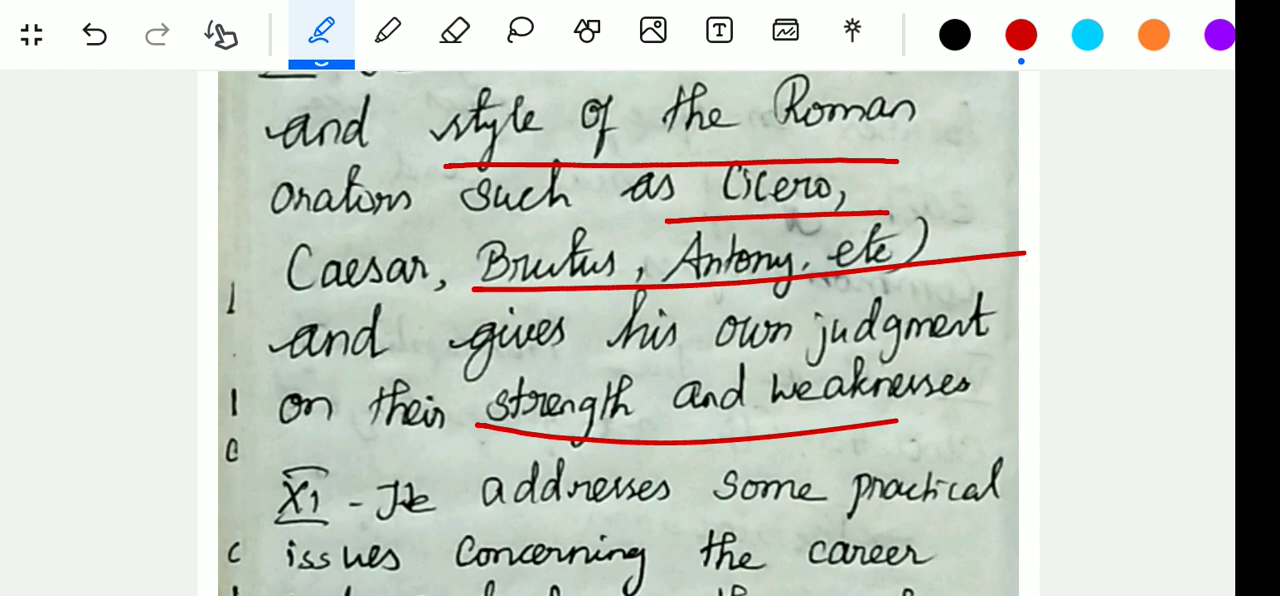 and style of the Roman
orators such as Cicero,
Caesar, Brutus, Antony, etc)
and gives his own judgment
on their strength and weaknesses
XI - He addresses some practical
issues concerning the career